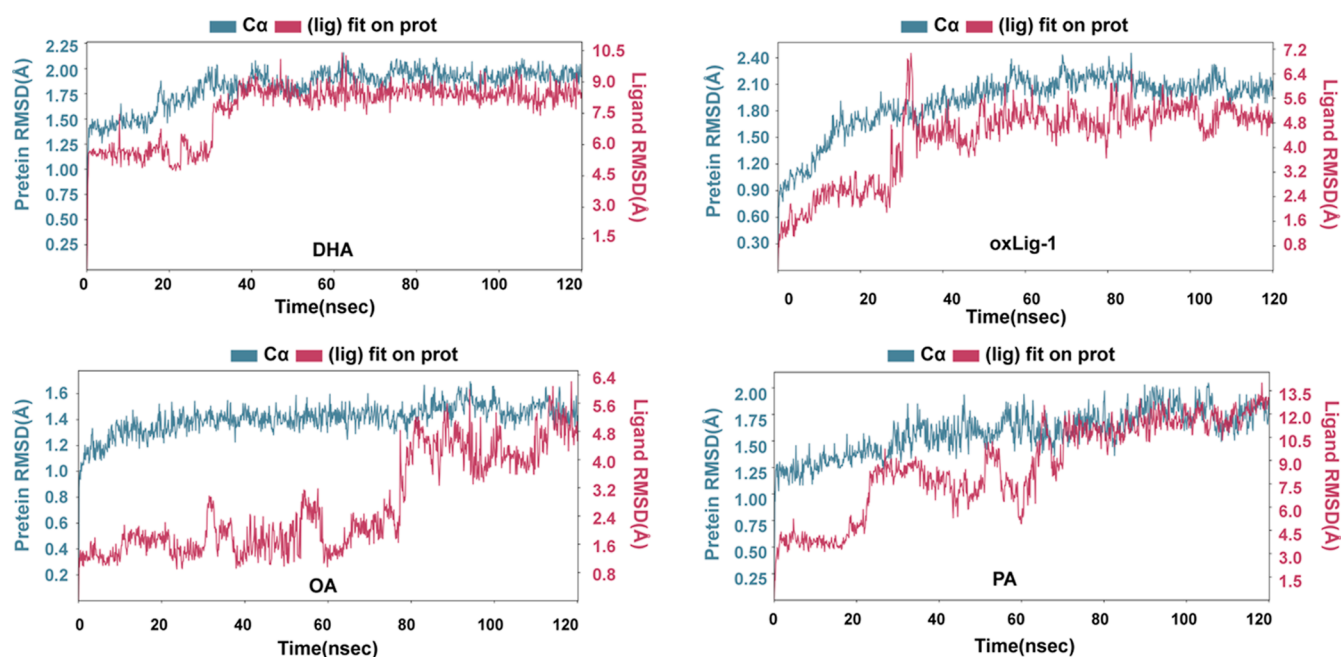 Cα (lig) fit on prot
Pretein RMSD(Å)
2.25
2.00
1.75
1.50
1.25
1.00
0.75
0.50
0.25
10.5
9.0
7.5
6.0
4.5
3.0
1.5
Ligand RMSD(Å)
DHA
0 20 40 60 80 100 120
Time(nsec)
Cα (lig) fit on prot
Pretein RMSD(Å)
2.40
2.10
1.80
1.50
1.20
0.90
0.60
0.30
7.2
6.4
5.6
4.8
4.0
3.2
2.4
1.6
0.8
Ligand RMSD(Å)
oxLig-1
0 20 40 60 80 100 120
Time(nsec)
Cα (lig) fit on prot
Pretein RMSD(Å)
1.6
1.4
1.2
1.0
0.8
0.6
0.4
0.2
6.4
5.6
4.8
4.0
3.2
2.4
1.6
0.8
Ligand RMSD(Å)
OA
0 20 40 60 80 100 120
Time(nsec)
Cα (lig) fit on prot
Pretein RMSD(Å)
2.00
1.75
1.50
1.25
1.00
0.75
0.50
0.25
13.5
12.0
10.5
9.0
7.5
6.0
4.5
3.0
1.5
Ligand RMSD(Å)
PA
0 20 40 60 80 100 120
Time(nsec)